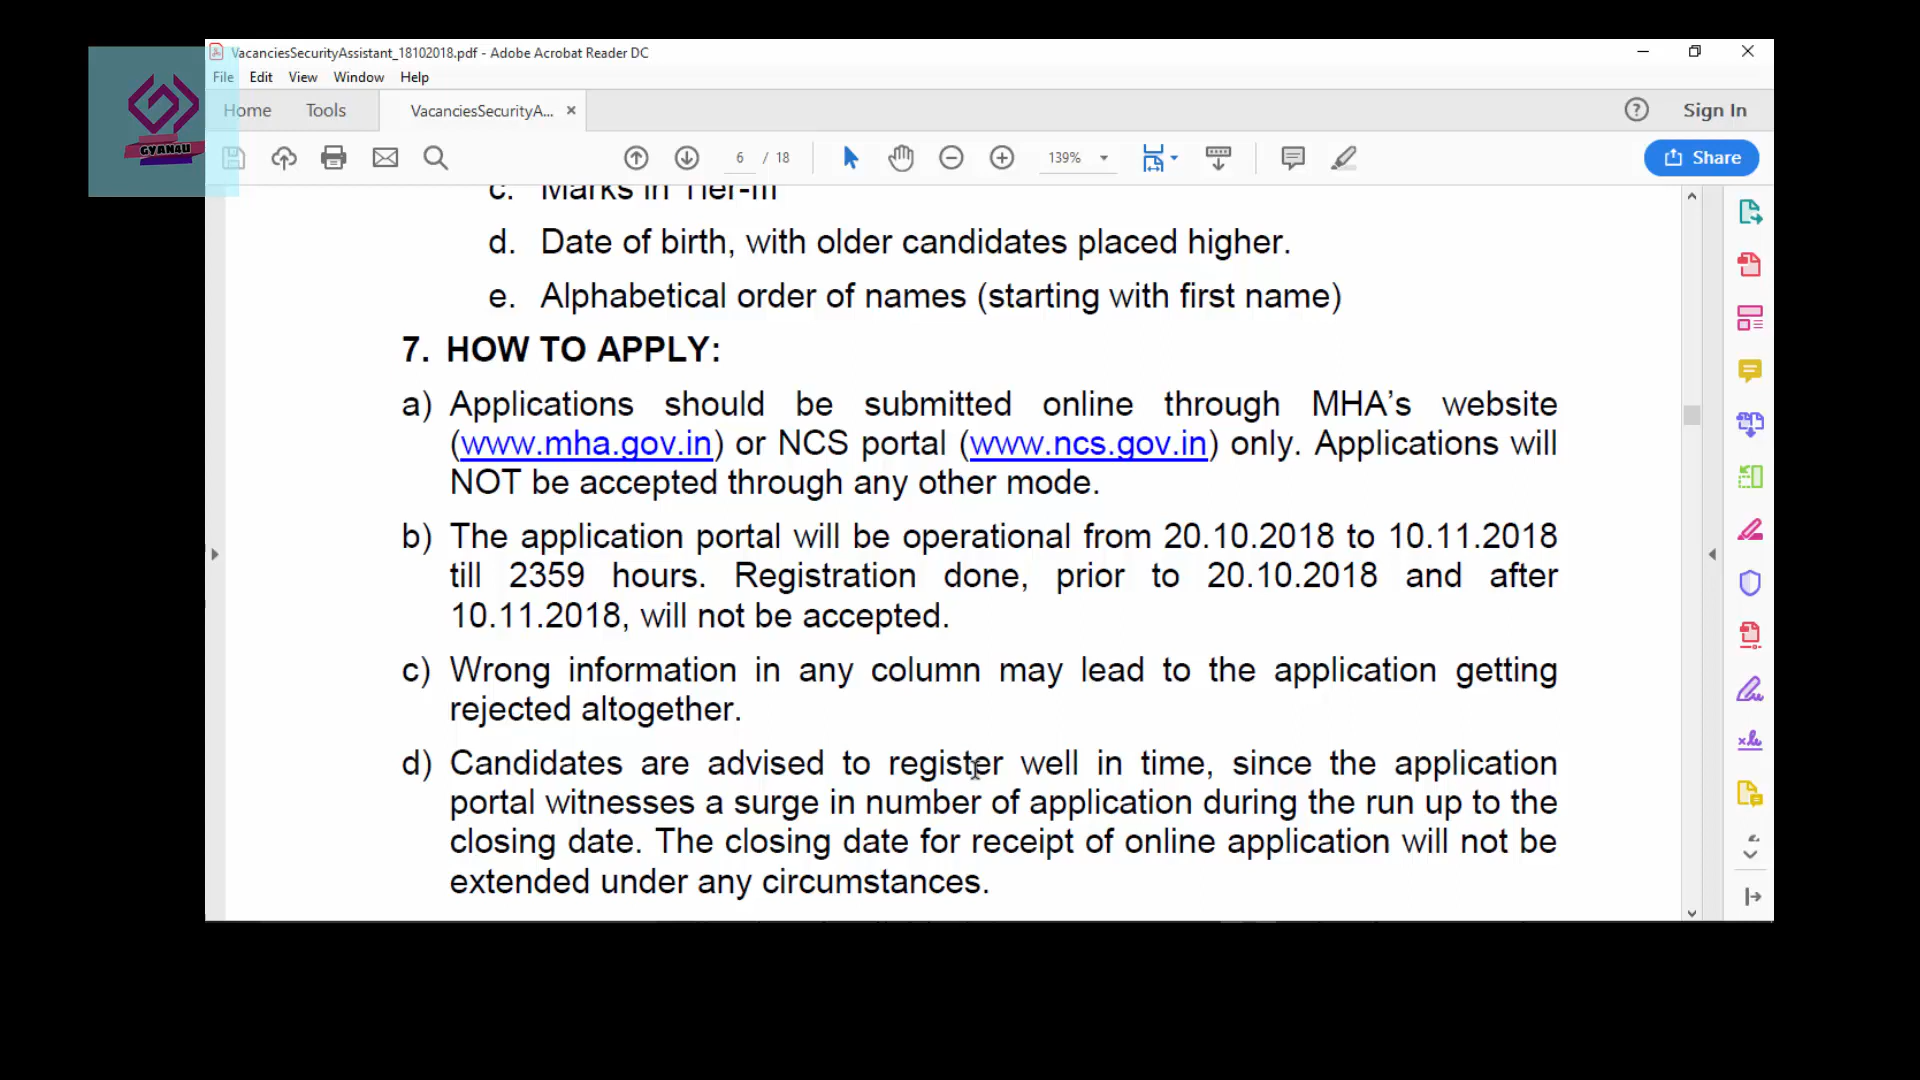 VacanciesSecurityAssistant_18102018.pdf - Adobe Acrobat Reader DC
File Edit View Window Help
Home Tools VacanciesSecurityA... Sign In
GYAN4U
6 / 18 139% Share
c. Marks in Tier-III
d. Date of birth, with older candidates placed higher.
e. Alphabetical order of names (starting with first name)
7. HOW TO APPLY:
a) Applications should be submitted online through MHA's website
(www.mha.gov.in) or NCS portal (www.ncs.gov.in) only. Applications will
NOT be accepted through any other mode.
b) The application portal will be operational from 20.10.2018 to 10.11.2018
till 2359 hours. Registration done, prior to 20.10.2018 and after
10.11.2018, will not be accepted.
c) Wrong information in any column may lead to the application getting
rejected altogether.
d) Candidates are advised to register well in time, since the application
portal witnesses a surge in number of application during the run up to the
closing date. The closing date for receipt of online application will not be
extended under any circumstances.